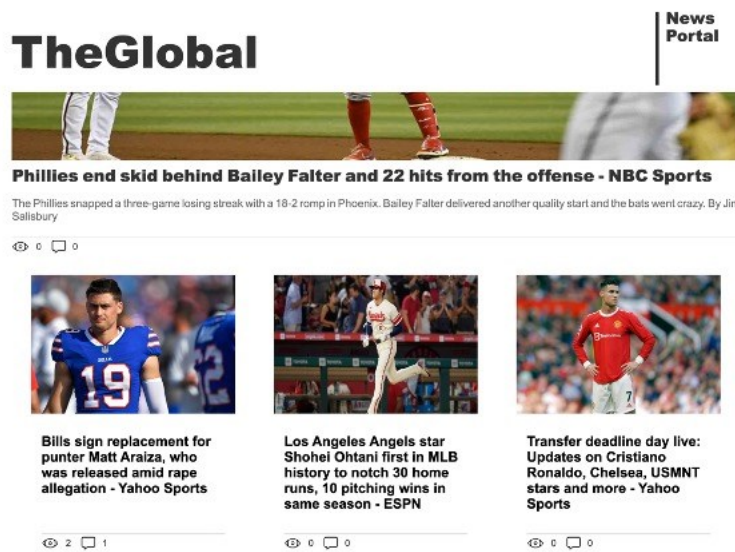 TheGlobal
News
Portal
Phillies end skid behind Bailey Falter and 22 hits from the offense - NBC Sports
The Phillies snapped a three-game losing streak with a 18-2 romp in Phoenix. Bailey Falter delivered another quality start and the bats went crazy. By
Salisbury
0 0
BILLS
19
7
Bills sign replacement for
punter Matt Araiza, who
was released amid rape
allegation - Yahoo Sports
Los Angeles Angels star
Shohei Ohtani first in MLB
history to notch 30 home
runs, 10 pitching wins in
same season - ESPN
Transfer deadline day live:
Updates on Cristiano
Ronaldo, Chelsea, USMNT
stars and more - Yahoo
Sports
2 1
0 0
0 0